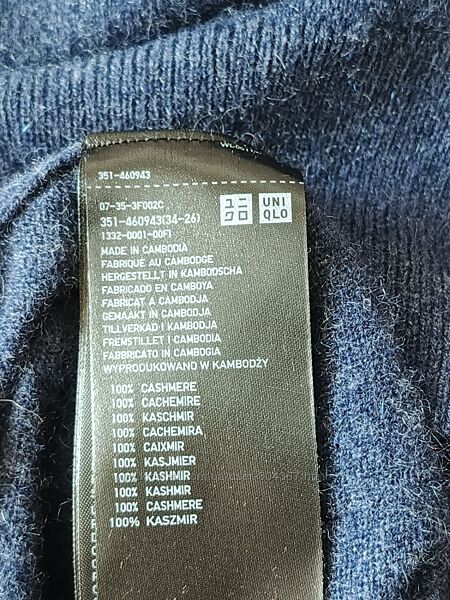 351-460943
07-35-3F002C
351-460943(34-26)
1332-0001-00F1
ユニ
クロ
UNI
QLO
MADE IN CAMBODIA
FABRIQUÉ AU CAMBODGE
HERGESTELLT IN KAMBODSCHA
FABRICADO EN CAMBOYA
FABRICAT A CAMBODJA
GEMAAKT IN CAMBODJA
TILLVERKAD I KAMBODJA
FREMSTILLET I CAMBODJA
FABBRICATO IN CAMBOGIA
WYPRODUKOWANO W KAMBODŻY
100% CASHMERE
100% CACHEMIRE
100% KASCHMIR
100% CACHEMIRA
100% CAIXMIR
100% KASJMIER
100% KASHMIR
100% KASHMIR
100% CASHMERE
100% KASZMIR